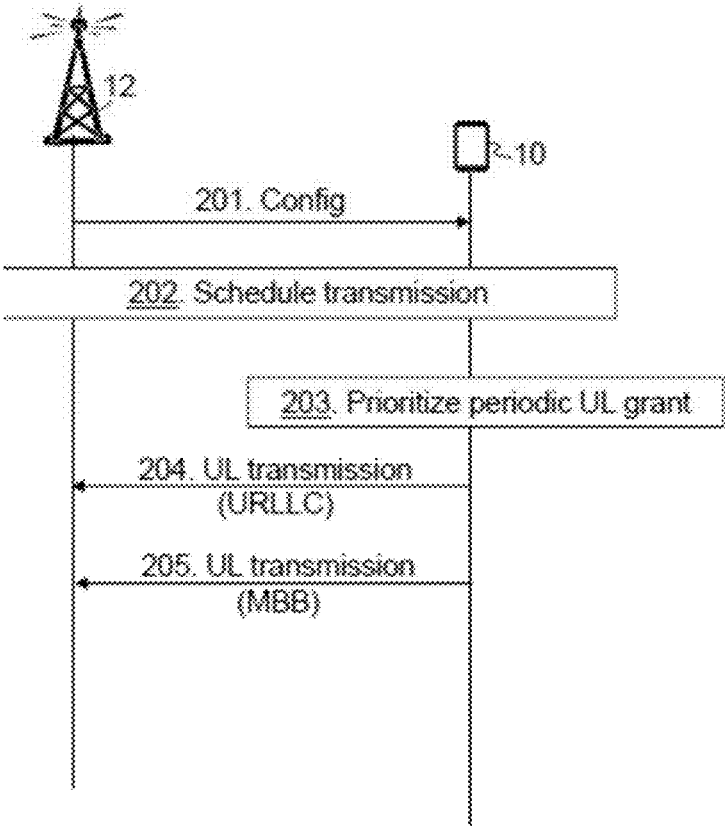 12
10
201. Config
202. Schedule transmission
203. Prioritize periodic UL grant
204. UL transmission
(URLLC)
205. UL transmission
(MBB)